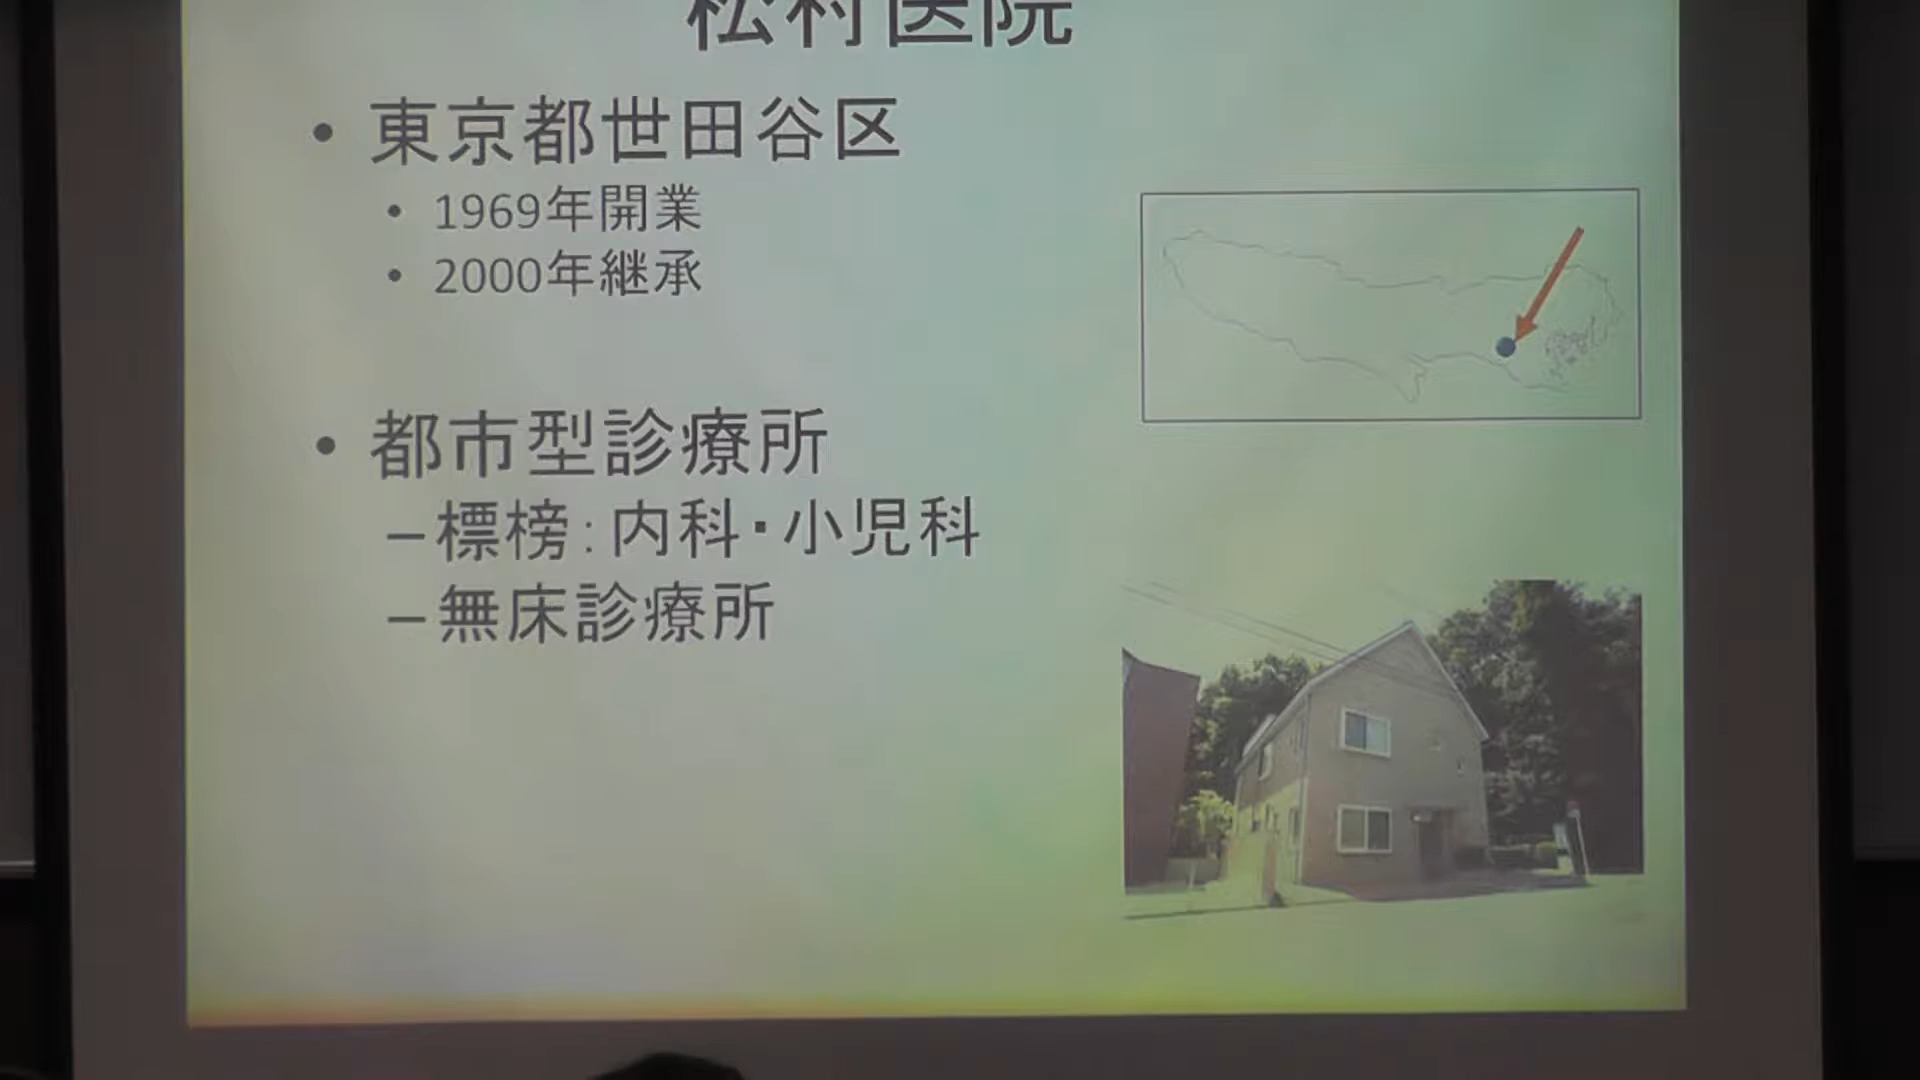 松村医院
• 東京都世田谷区
• 1969年開業
• 2000年継承
• 都市型診療所
–標榜:内科・小児科
–無床診療所